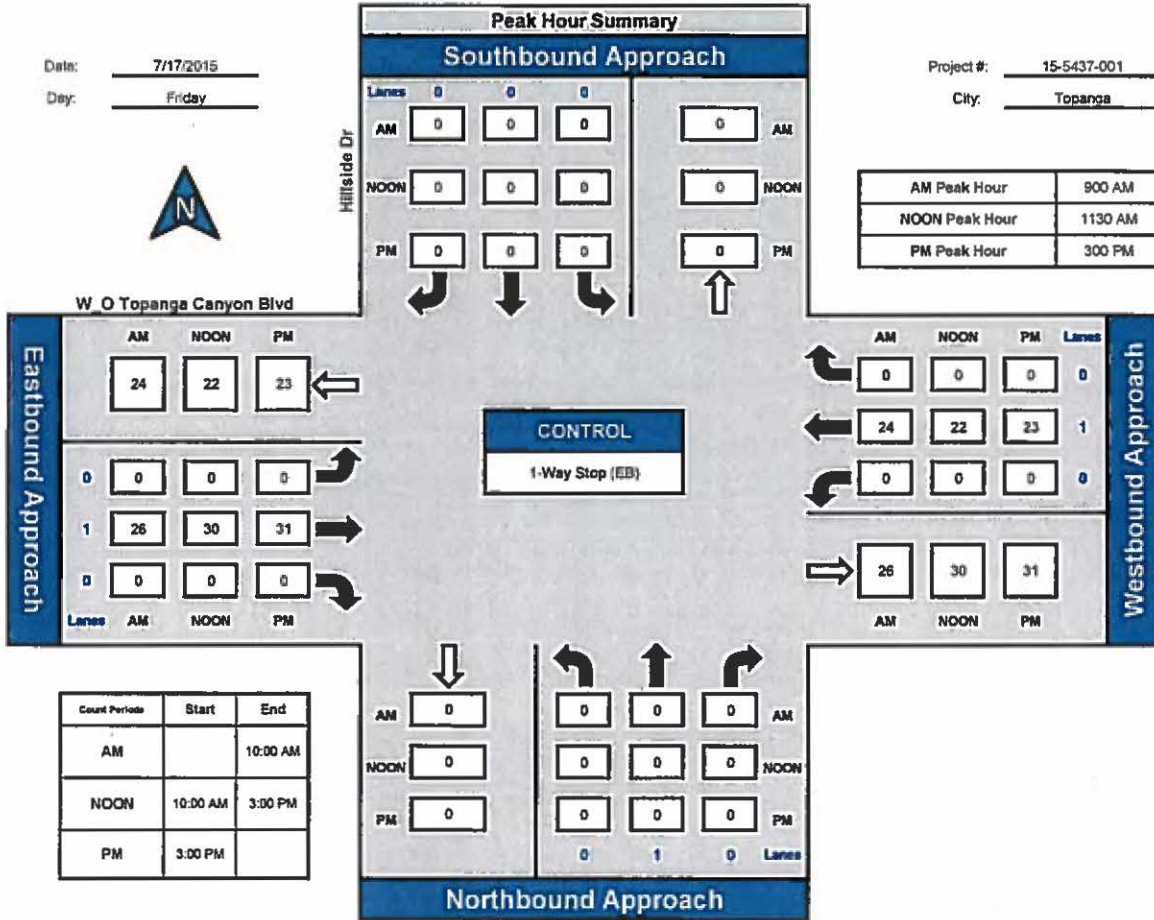 Peak Hour Summary
Southbound Approach
Date: 7/17/2015
Day: Friday
Project #: 15-5437-001
City: Topanga
N
Hillside Dr
Lanes 0 0 0
AM 0 0 0 0 AM
NOON 0 0 0 0 NOON
PM 0 0 0 0 PM
AM Peak Hour 900 AM
NOON Peak Hour 1130 AM
PM Peak Hour 300 PM
W_O Topanga Canyon Blvd
Eastbound Approach
AM NOON PM
24 22 23
0 0 0 0
1 26 30 31
0 0 0 0
Lanes AM NOON PM
CONTROL
1-Way Stop (EB)
AM NOON PM Lanes
0 0 0 0
24 22 23 1
0 0 0 0
26 30 31
AM NOON PM
Westbound Approach
Count Periods Start End
AM 10:00 AM
NOON 10:00 AM 3:00 PM
PM 3:00 PM
AM 0 0 0 0 AM
NOON 0 0 0 0 NOON
PM 0 0 0 0 PM
0 1 0 Lanes
Northbound Approach